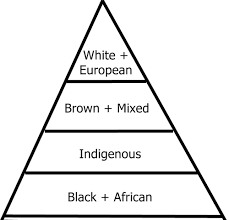 White +
European
Brown + Mixed
Indigenous
Black + African